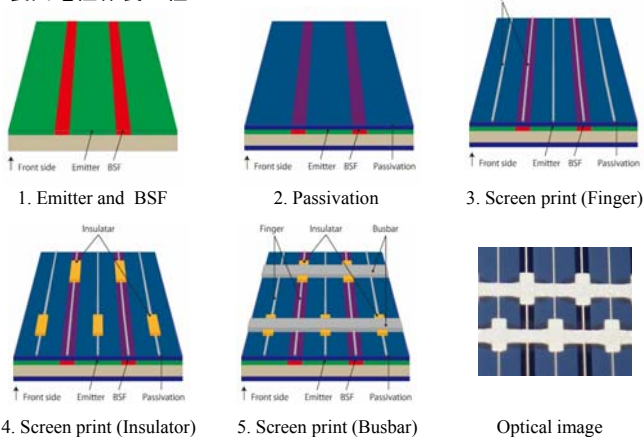 Front side Emitter BSF
1. Emitter and BSF
Front side Emitter BSF Passivation
2. Passivation
Front side Emitter BSF Passivation
3. Screen print (Finger)
Insulatar
Front side Emitter BSF Passivation
4. Screen print (Insulator)
Finger Insulatar Busbar
Front side Emitter BSF Passivation
5. Screen print (Busbar)
Optical image